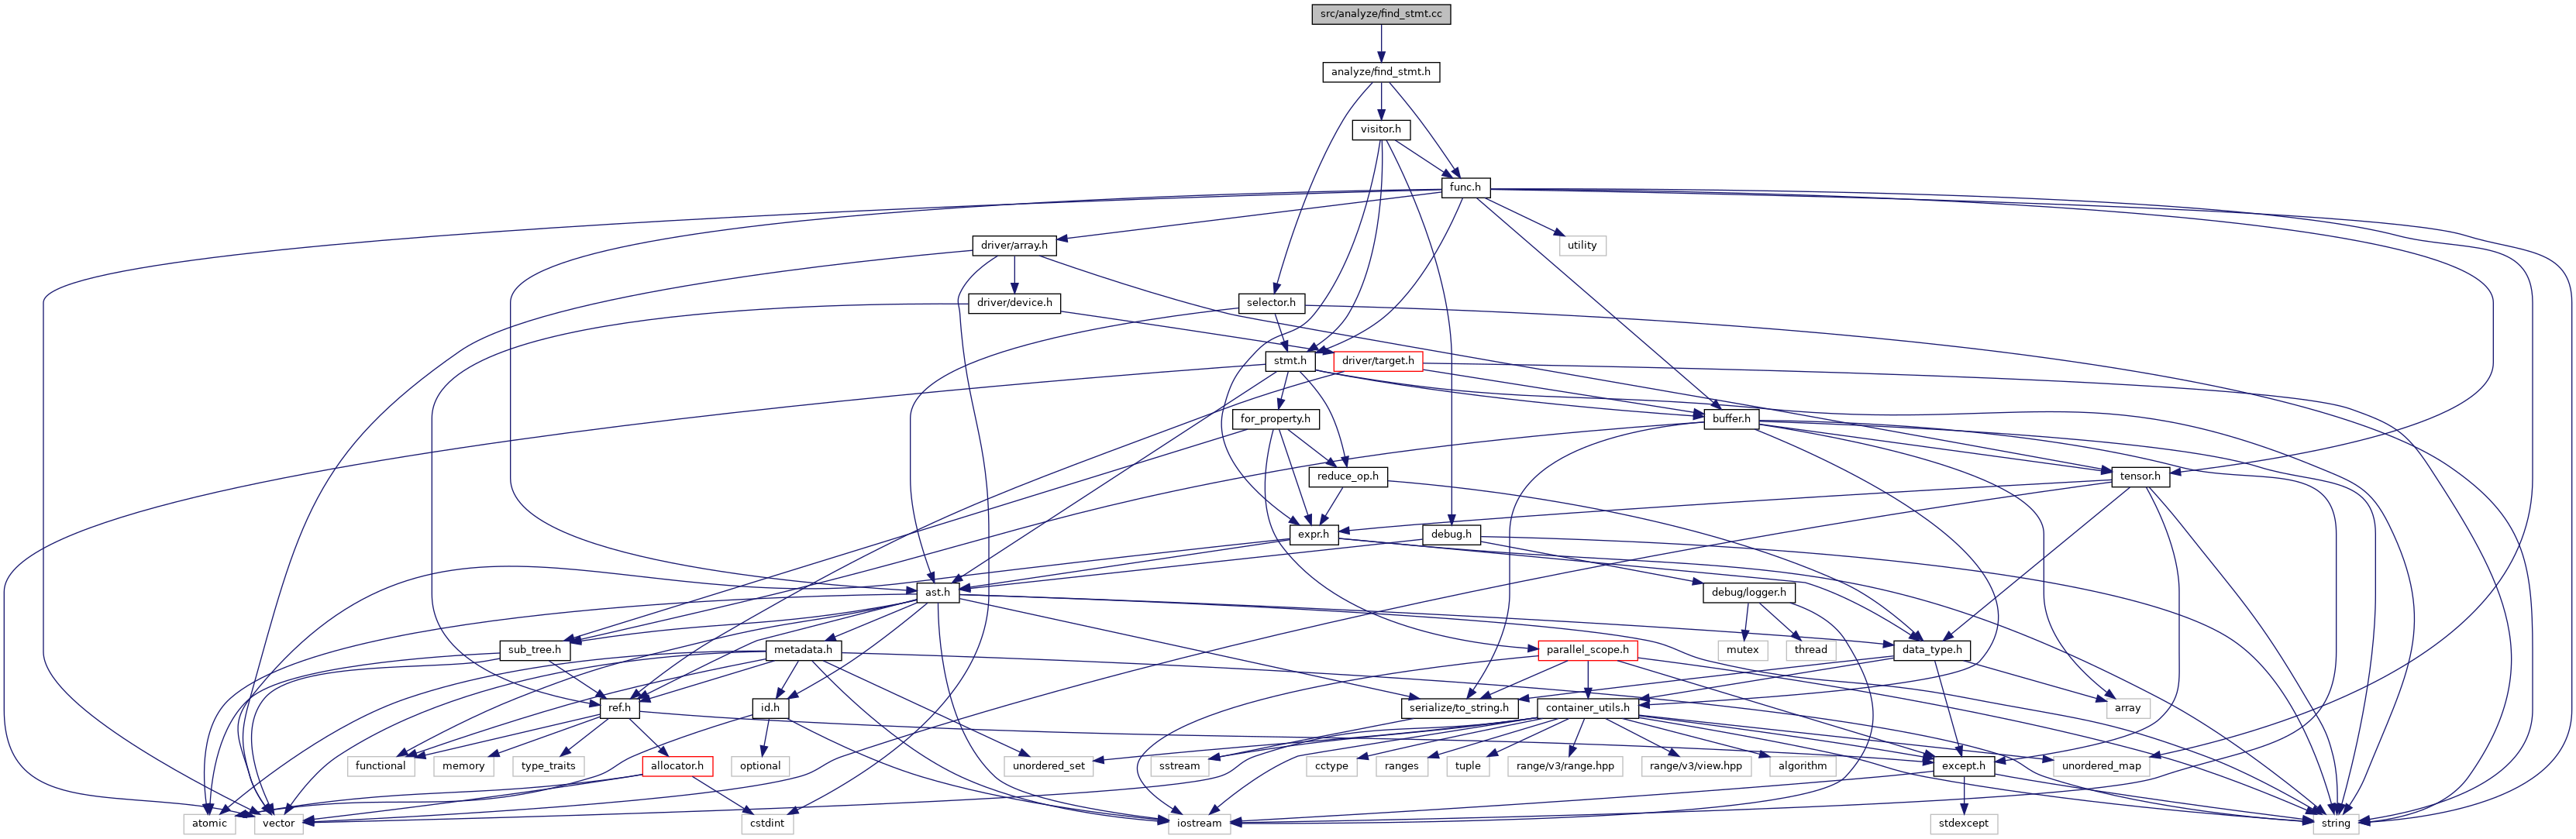 src/analyze/find_stmt.cc
analyze/find_stmt.h
visitor.h
func.h
driver/array.h
utility
driver/device.h
selector.h
stmt.h
driver/target.h
for_property.h
buffer.h
reduce_op.h
tensor.h
expr.h
debug.h
ast.h
debug/logger.h
sub_tree.h
metadata.h
parallel_scope.h
mutex
thread
data_type.h
ref.h
id.h
serialize/to_string.h
container_utils.h
array
functional
memory
type_traits
allocator.h
optional
unordered_set
sstream
cctype
ranges
tuple
range/v3/range.hpp
range/v3/view.hpp
algorithm
except.h
unordered_map
atomic
vector
cstdint
iostream
stdexcept
string